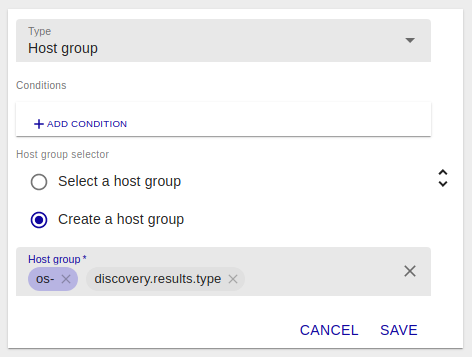 Type
Host group
Conditions
ADD CONDITION
Host group selector
Select a host group
Create a host group
Host group *
os- discovery.results.type
CANCEL SAVE